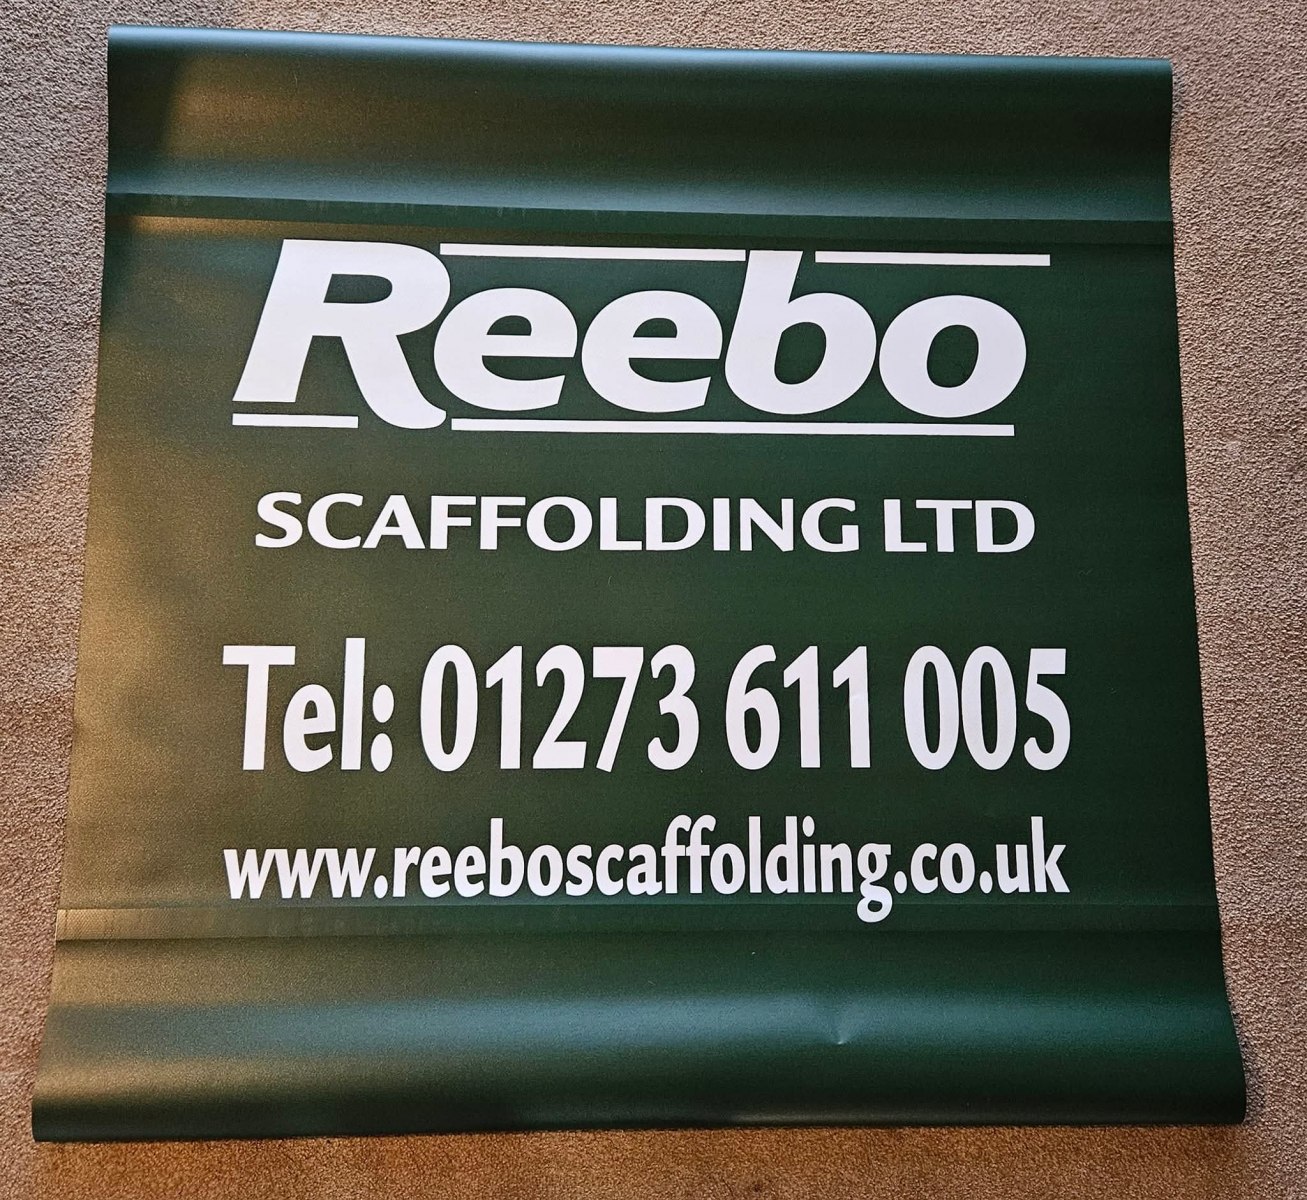 Reebo
SCAFFOLDING LTD
Tel: 01273 611 005
www.reeboscaffolding.co.uk